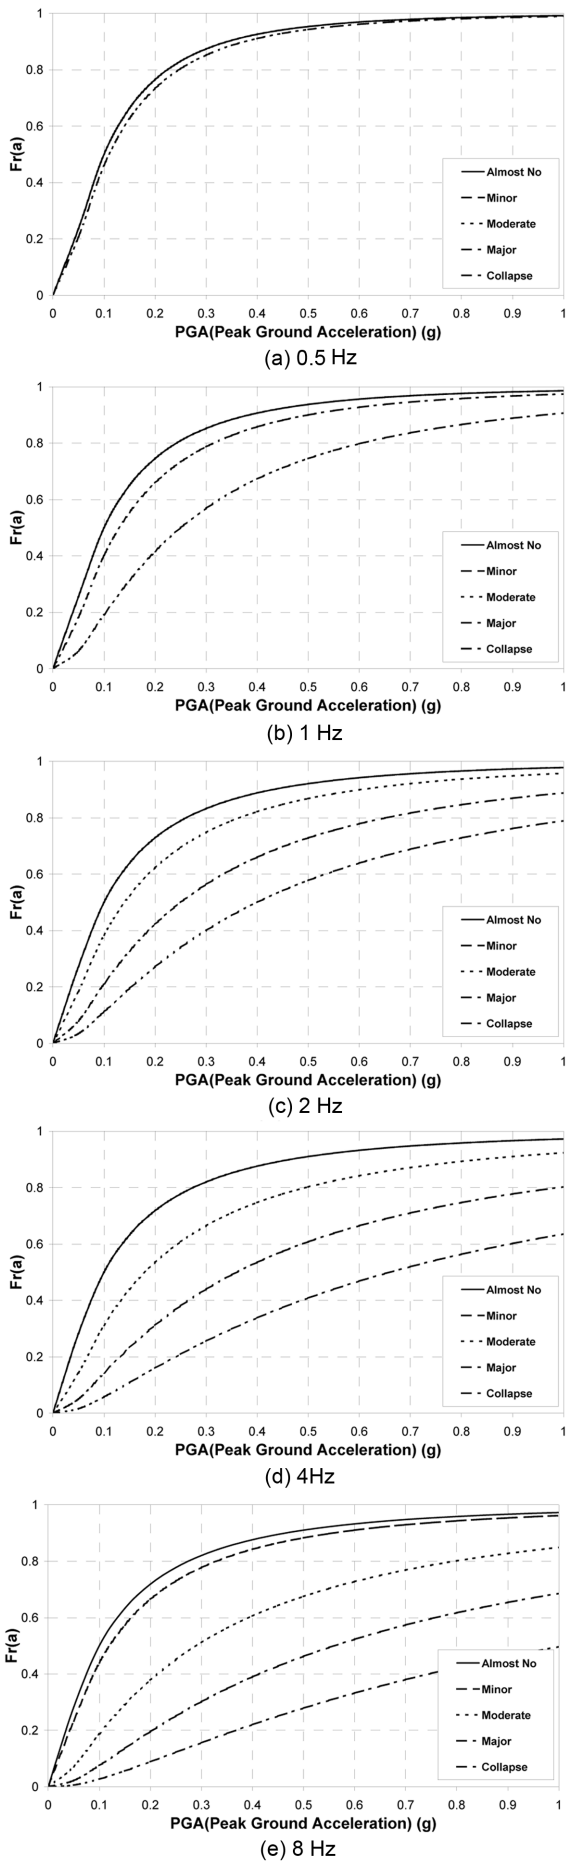 1
0.8
0.6
0.4
0.2
0
Fr(a)
Almost No
Minor
Moderate
Major
Collapse
0 0.1 0.2 0.3 0.4 0.5 0.6 0.7 0.8 0.9 1
PGA(Peak Ground Acceleration) (g)
(a) 0.5 Hz
1
0.8
0.6
0.4
0.2
0
Fr(a)
Almost No
Minor
Moderate
Major
Collapse
0 0.1 0.2 0.3 0.4 0.5 0.6 0.7 0.8 0.9 1
PGA(Peak Ground Acceleration) (g)
(b) 1 Hz
1
0.8
0.6
0.4
0.2
0
Fr(a)
Almost No
Minor
Moderate
Major
Collapse
0 0.1 0.2 0.3 0.4 0.5 0.6 0.7 0.8 0.9 1
PGA(Peak Ground Acceleration) (g)
(c) 2 Hz
1
0.8
0.6
0.4
0.2
0
Fr(a)
Almost No
Minor
Moderate
Major
Collapse
0 0.1 0.2 0.3 0.4 0.5 0.6 0.7 0.8 0.9 1
PGA(Peak Ground Acceleration) (g)
(d) 4Hz
1
0.8
0.6
0.4
0.2
0
Fr(a)
Almost No
Minor
Moderate
Major
Collapse
0 0.1 0.2 0.3 0.4 0.5 0.6 0.7 0.8 0.9 1
PGA(Peak Ground Acceleration) (g)
(e) 8 Hz